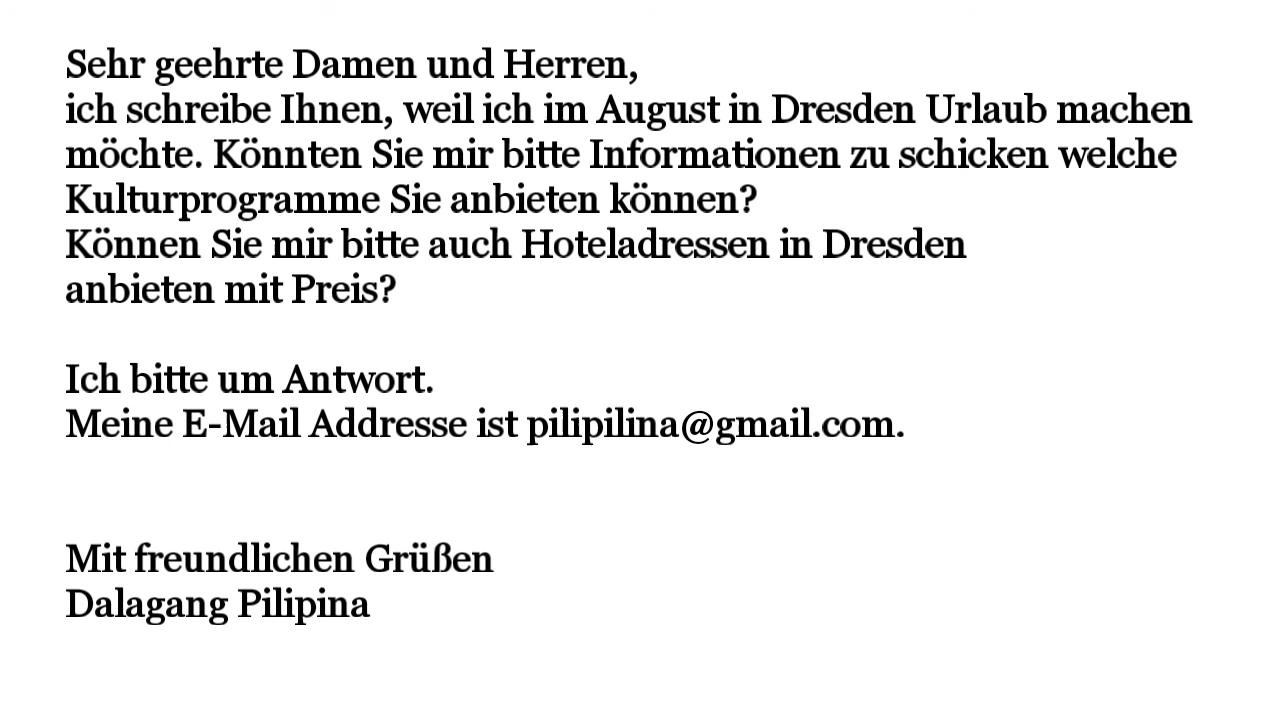 Sehr geehrte Damen und Herren,
ich schreibe Ihnen, weil ich im August in Dresden Urlaub machen
möchte. Könnten Sie mir bitte Informationen zu schicken welche
Kulturprogramme Sie anbieten können?
Können Sie mir bitte auch Hoteladressen in Dresden
anbieten mit Preis?
Ich bitte um Antwort.
Meine E-Mail Addresse ist pilipilina@gmail.com.
Mit freundlichen Grüßen
Dalagang Pilipina